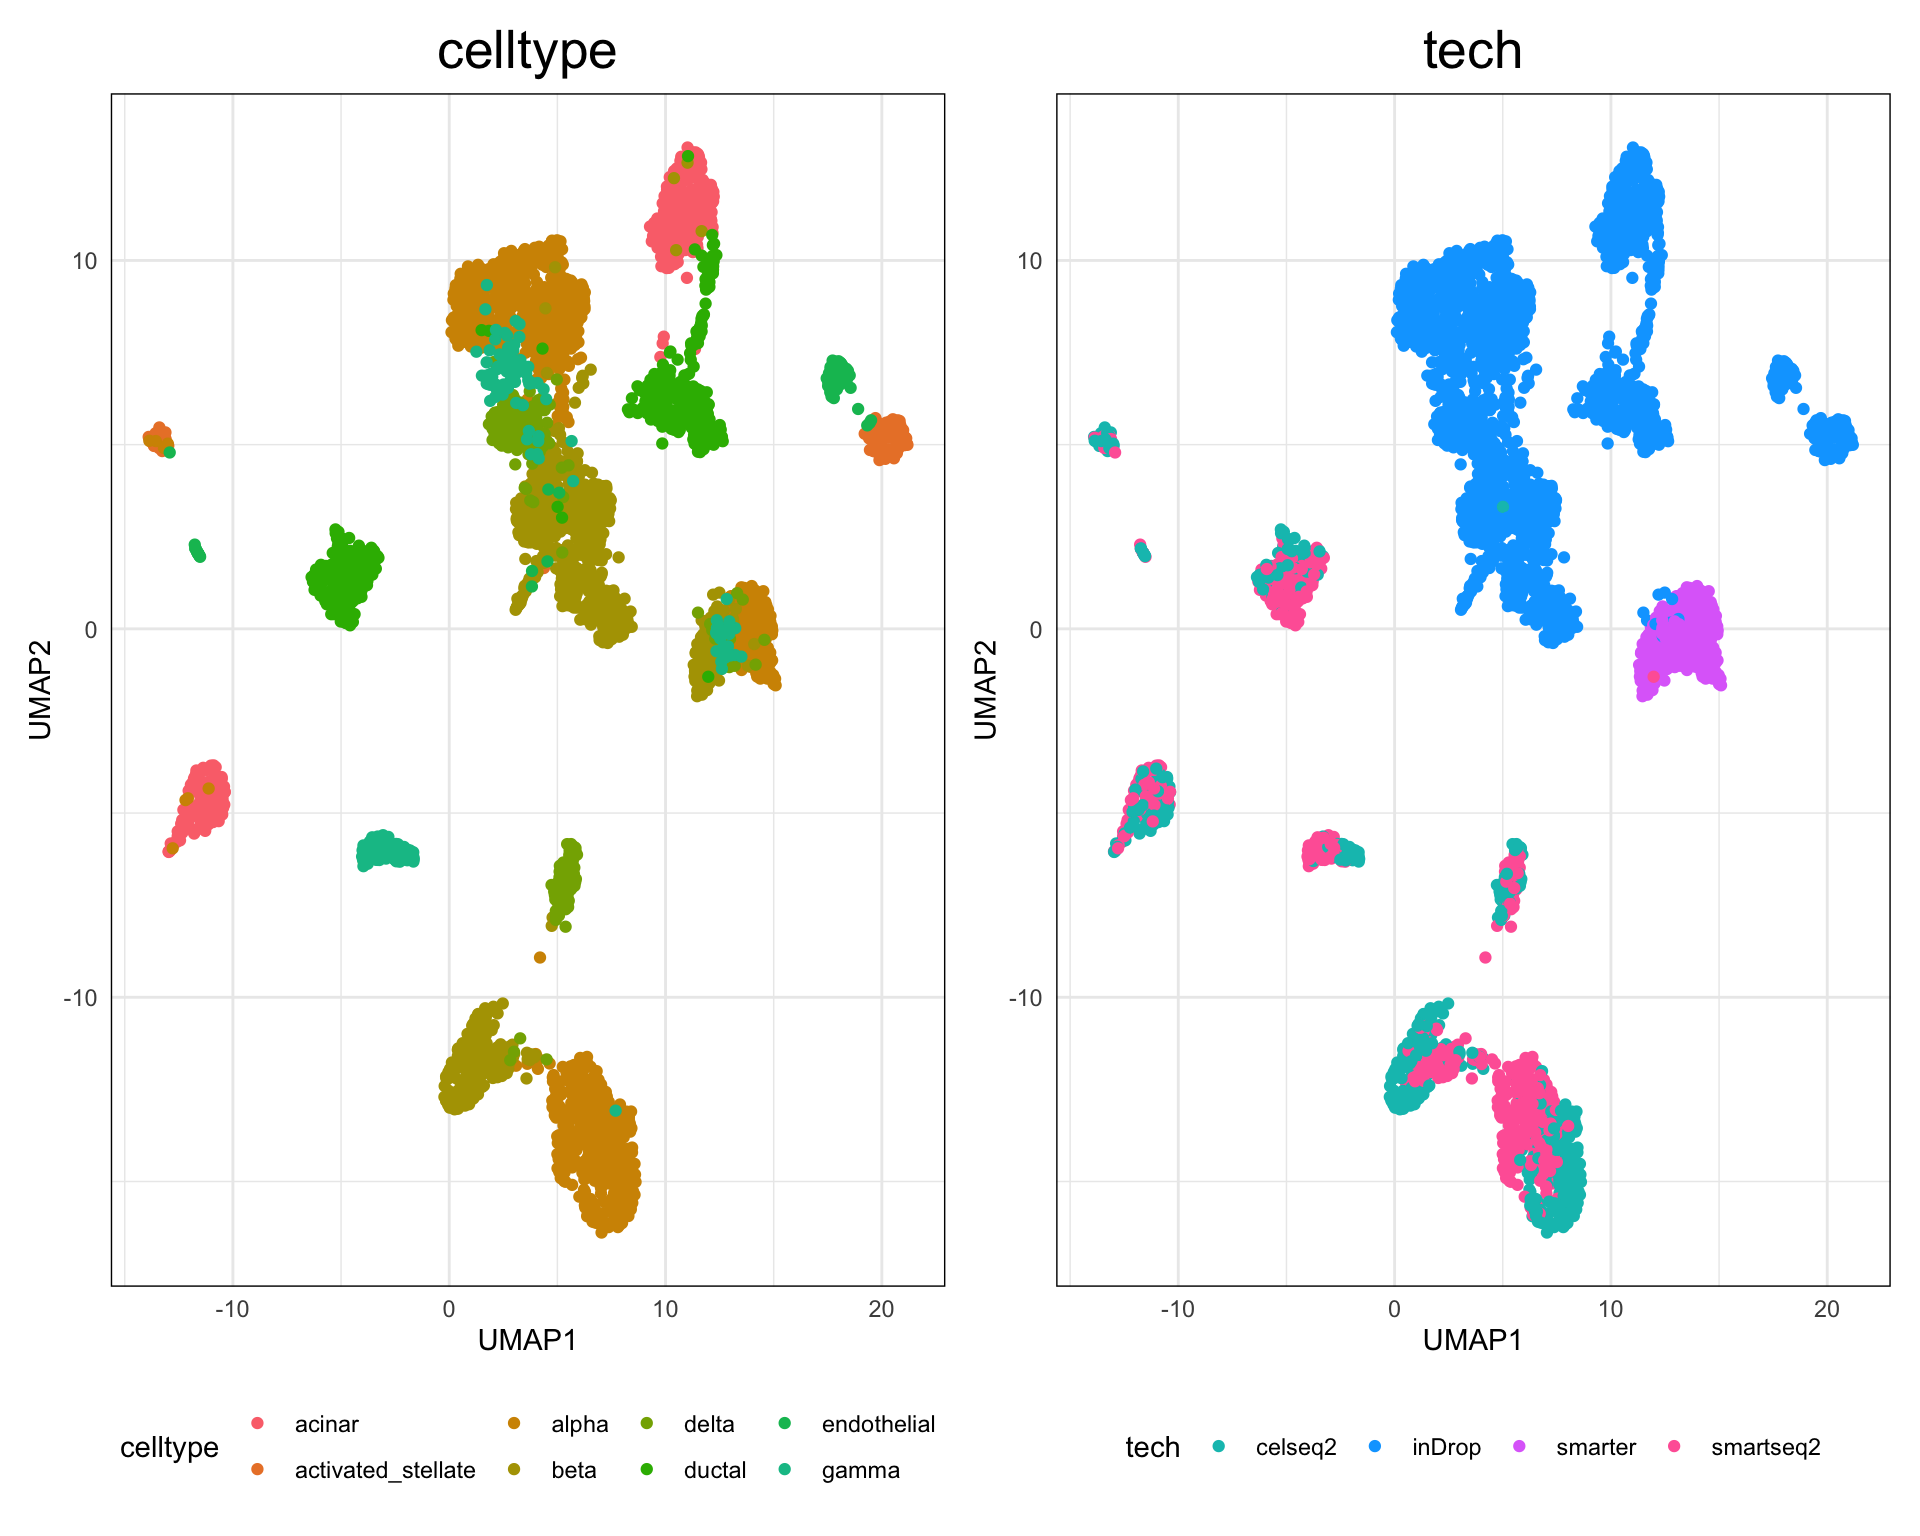 celltype
tech
10
0
-10
UMAP2
-10
0
10
20
UMAP1
10
0
-10
UMAP2
-10
0
10
20
UMAP1
celltype
acinar
alpha
delta
endothelial
activated_stellate
beta
ductal
gamma
tech
celseq2
inDrop
smarter
smartseq2